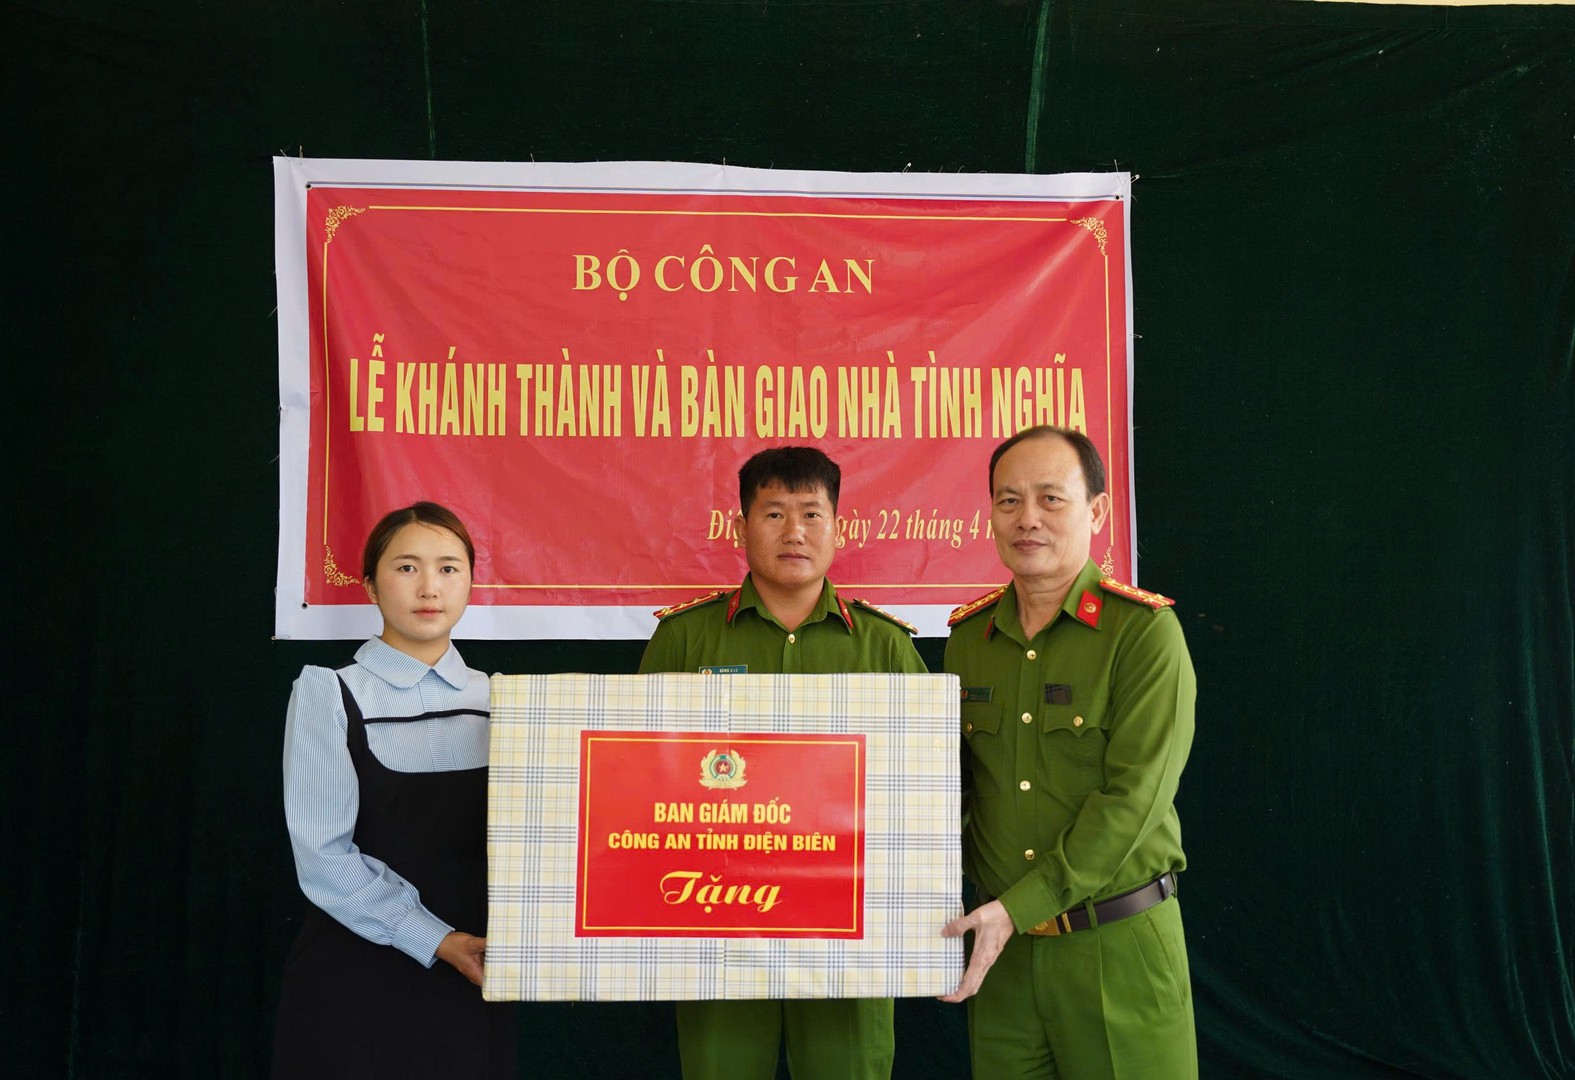 BỘ CÔNG AN
LỄ KHÁNH THÀNH VÀ BÀN GIAO NHÀ TÌNH NGHĨA
22 tháng 4
BAN GIÁM ĐỐC
CÔNG AN TỈNH ĐIỆN BIÊN
Tặng